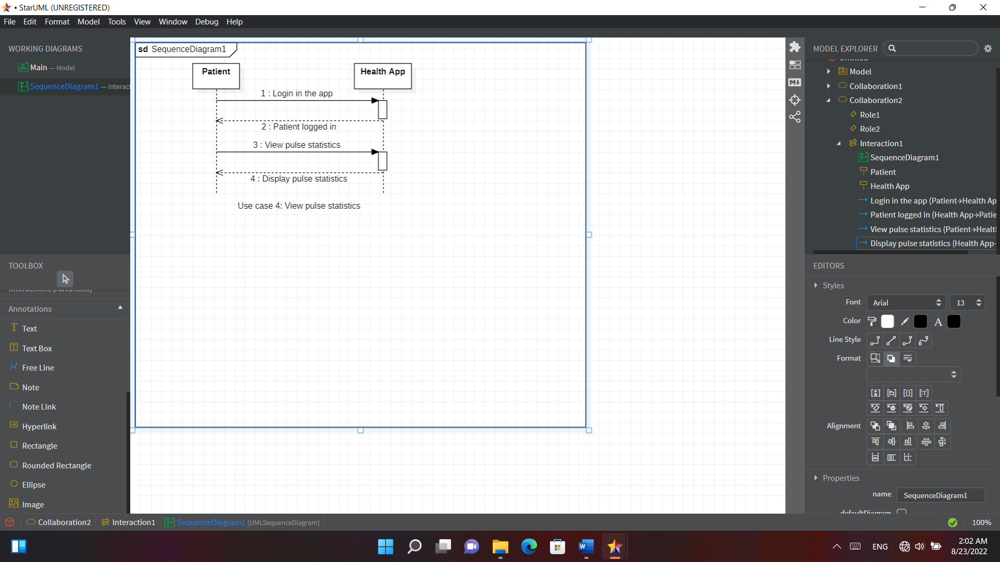 • StarUML (UNREGISTERED)
File Edit Format Model Tools View Window Debug Help
WORKING DIAGRAMS
Main — Model
SequenceDiagram1 — Interact
TOOLBOX
Interactions (Advanced)
Annotations
Text
Text Box
Free Line
Note
Note Link
Hyperlink
Rectangle
Rounded Rectangle
Ellipse
Image
sd SequenceDiagram1
Patient
Health App
1 : Login in the app
2 : Patient logged in
3 : View pulse statistics
4 : Display pulse statistics
Use case 4: View pulse statistics
MODEL EXPLORER
Untitled
Model
Collaboration1
Collaboration2
Role1
Role2
Interaction1
SequenceDiagram1
Patient
Health App
Login in the app (Patient→Health Ap
Patient logged in (Health App→Patie
View pulse statistics (Patient→Healt
Display pulse statistics (Health App-
EDITORS
Styles
Font Arial 13
Color A
Line Style
Format
Alignment
Properties
name SequenceDiagram1
defaultDiagram
Collaboration2 Interaction1 SequenceDiagram1 [UMLSequenceDiagram]
100%
ENG
2:02 AM
8/23/2022